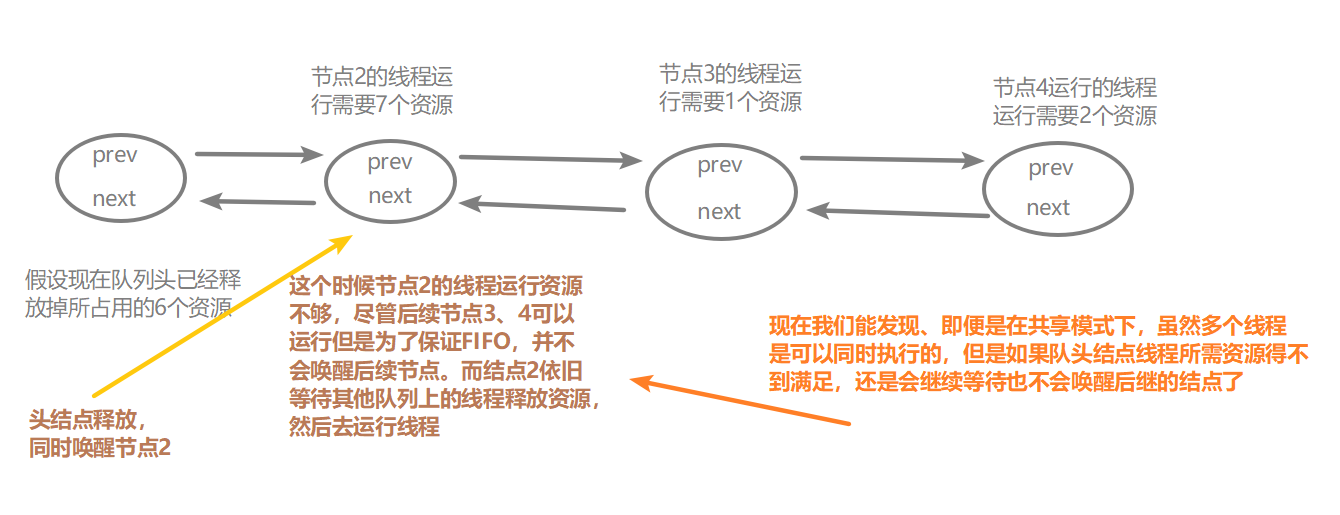 节点2的线程运
行需要7个资源
节点3的线程运
行需要1个资源
节点4运行的线程
运行需要2个资源
prev
next
prev
next
prev
next
prev
next
假设现在队列头已经释
放掉所占用的6个资源
这个时候节点2的线程运行资源
不够，尽管后续节点3、4可以
运行但是为了保证FIFO，并不
会唤醒后续节点。而结点2依旧
等待其他队列上的线程释放资源，
然后去运行线程
现在我们能发现、即便是在共享模式下，虽然多个线程
是可以同时执行的，但是如果队头结点线程所需资源得不
到满足，还是会继续等待也不会唤醒后继的结点了
头结点释放，
同时唤醒节点2